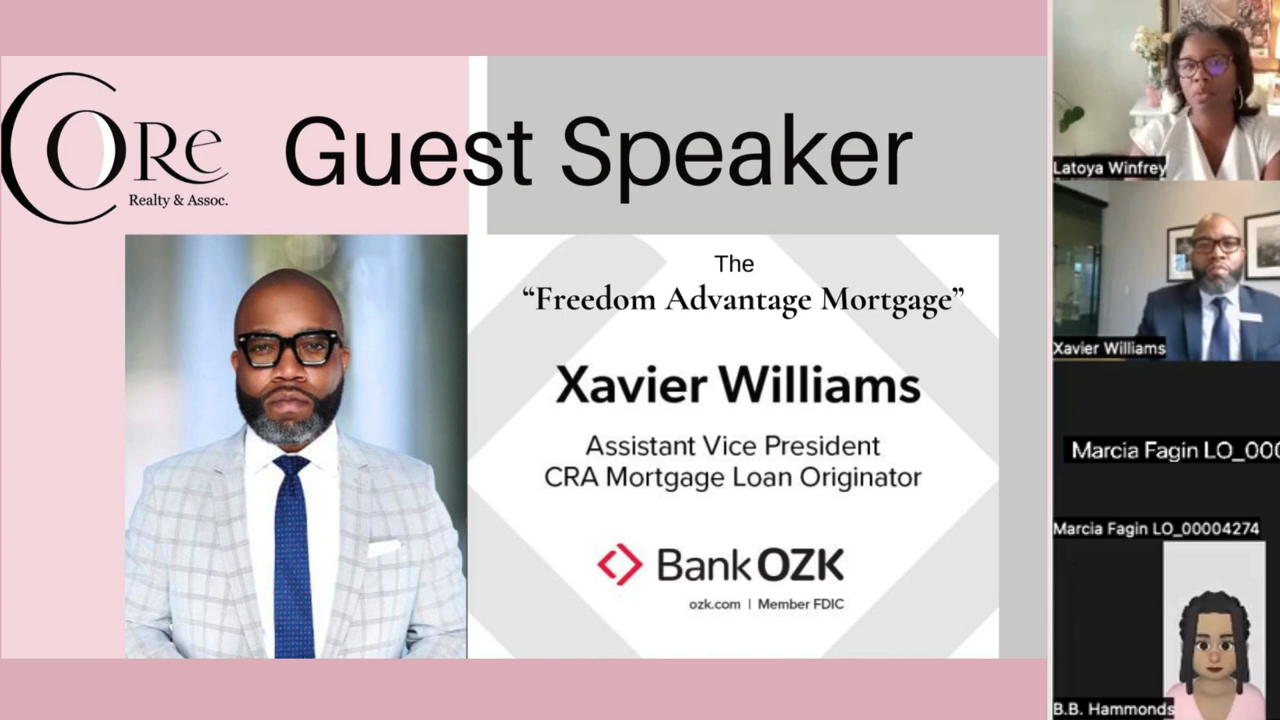 CORe
Realty & Assoc.
Guest Speaker
The
“Freedom Advantage Mortgage”
Xavier Williams
Assistant Vice President
CRA Mortgage Loan Originator
Bank OZK
ozk.com | Member FDIC
Latoya Winfrey
Xavier Williams
Marcia Fagin LO_000
Marcia Fagin LO_00004274
B.B. Hammonds